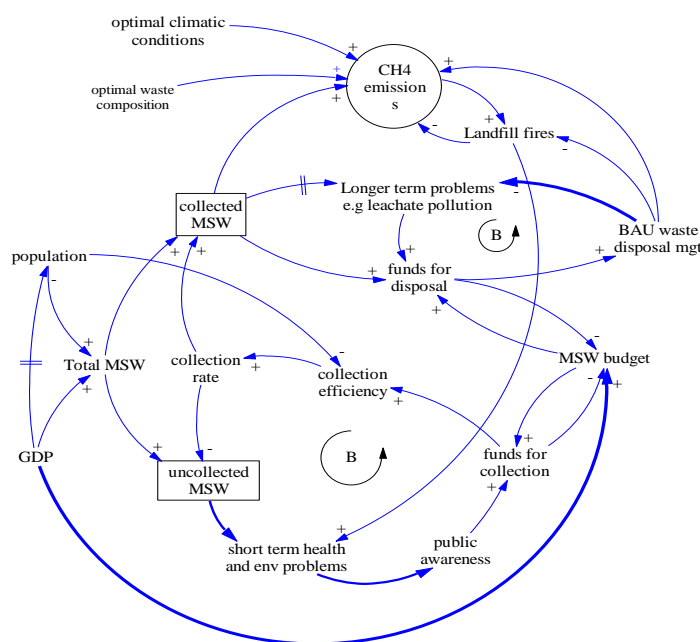 optimal climatic
conditions
optimal waste
composition
+
+
+
CH4
emission
s
+
+
-
Landfill fires
-
collected
MSW
Longer term problems
e.g leachate pollution
-
B
BAU waste
disposal mgt
population
-
+
+
+
+
funds for
disposal
+
+
-
Total MSW
+
+
collection
rate
+
-
collection
efficiency
+
MSW budget
-
+
GDP
+
-
uncollected
MSW
B
+
funds for
collection
+
+
short term health
and env problems
public
awareness